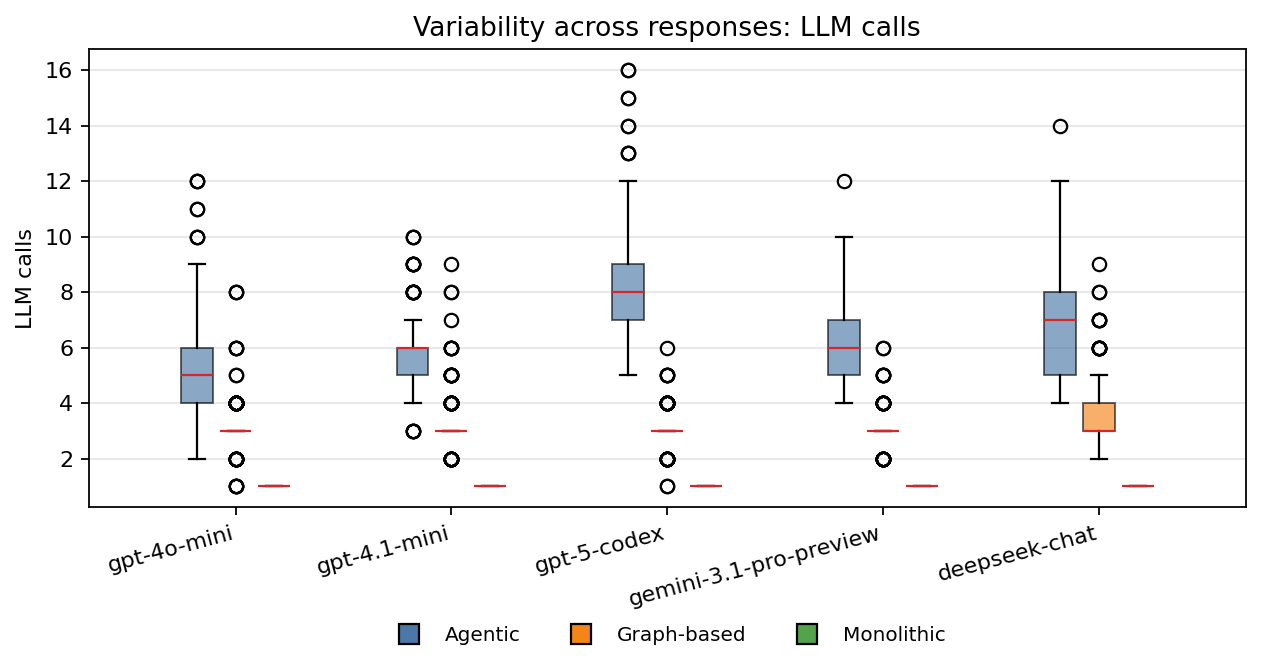 Variability across responses: LLM calls
LLM calls
16
14
12
10
8
6
4
2
gpt-4o-mini
gpt-4.1-mini
gpt-5-codex
gemini-3.1-pro-preview
deepseek-chat
Agentic
Graph-based
Monolithic